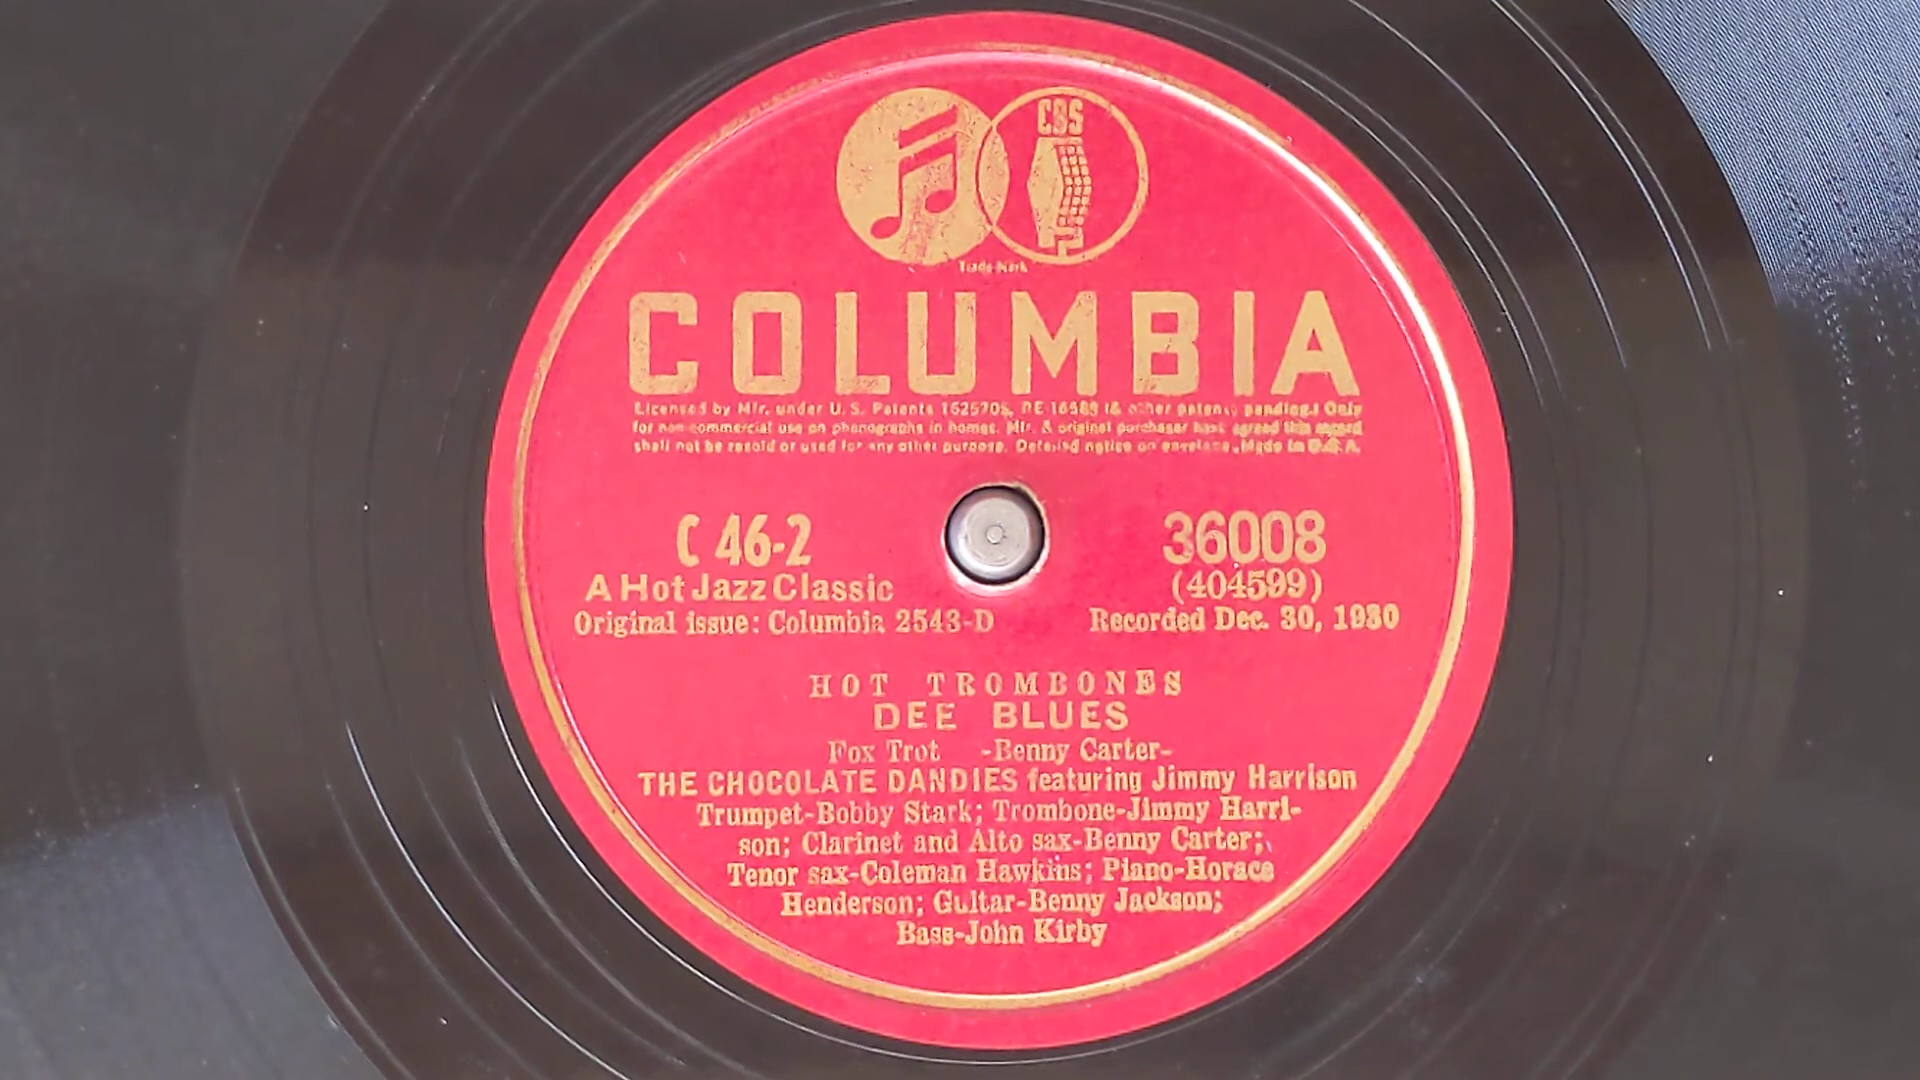 CBS
Trade Mark
COLUMBIA
Licensed by Mfr. under U. S. Patents 1625705, RE 16588 (& other patents pending.) Only
for non-commercial use on phonographs in homes. Mfr. & original purchaser have agreed this record
shall not be resold or used for any other purpose. Detailed notice on envelope. Made in U.S.A.
C 46-2 36008
A Hot Jazz Classic (404599)
Original issue: Columbia 2543-D Recorded Dec. 30, 1930
HOT TROMBONES
DEE BLUES
Fox Trot -Benny Carter-
THE CHOCOLATE DANDIES featuring Jimmy Harrison
Trumpet-Bobby Stark; Trombone-Jimmy Harri-
son; Clarinet and Alto sax-Benny Carter;
Tenor sax-Coleman Hawkins; Piano-Horace
Henderson; Guitar-Benny Jackson;
Bass-John Kirby